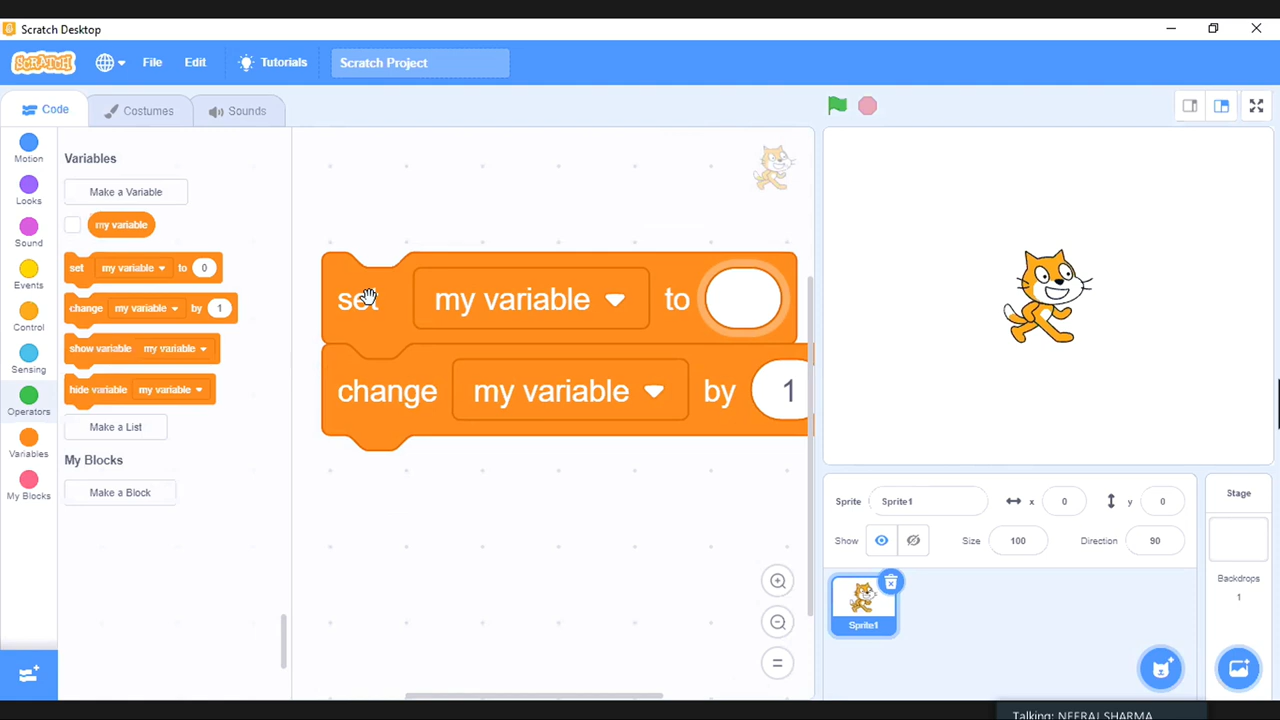 Scratch Desktop
SCRATCH
File
Edit
Tutorials
Scratch Project
Code
Costumes
Sounds
Motion
Looks
Sound
Events
Control
Sensing
Operators
Variables
My Blocks
Variables
Make a Variable
my variable
set my variable to 0
change my variable by 1
show variable my variable
hide variable my variable
Make a List
My Blocks
Make a Block
set my variable to
change my variable by 1
Sprite Sprite1 x 0 y 0
Show Size 100 Direction 90
Sprite1
Stage
Backdrops
1
Talking: NEERAJ SHARMA